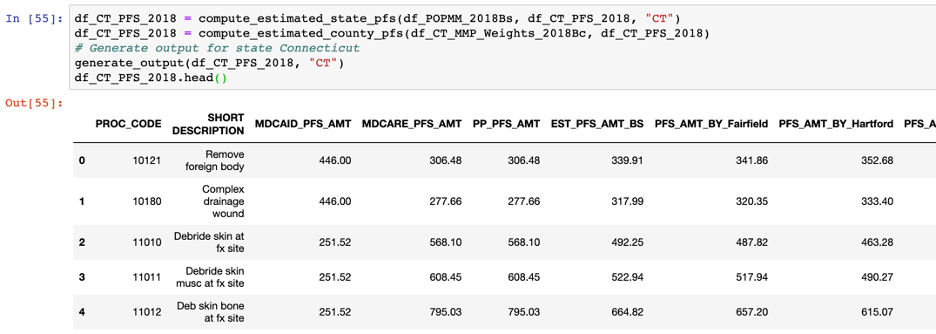 In [55]: df_CT_PFS_2018 = compute_estimated_state_pfs(df_POPMM_2018Bs, df_CT_PFS_2018, "CT")
df_CT_PFS_2018 = compute_estimated_county_pfs(df_CT_MMP_Weights_2018Bc, df_CT_PFS_2018)
# Generate output for state Connecticut
generate_output(df_CT_PFS_2018, "CT")
df_CT_PFS_2018.head()
Out[55]:
PROC_CODE SHORT DESCRIPTION MDCAID_PFS_AMT MDCARE_PFS_AMT PP_PFS_AMT EST_PFS_AMT_BS PFS_AMT_BY_Fairfield PFS_AMT_BY_Hartford PFS_A
0 10121 Remove foreign body 446.00 306.48 306.48 339.91 341.86 352.68
1 10180 Complex drainage wound 446.00 277.66 277.66 317.99 320.35 333.40
2 11010 Debride skin at fx site 251.52 568.10 568.10 492.25 487.82 463.28
3 11011 Debride skin musc at fx site 251.52 608.45 608.45 522.94 517.94 490.27
4 11012 Deb skin bone at fx site 251.52 795.03 795.03 664.82 657.20 615.07